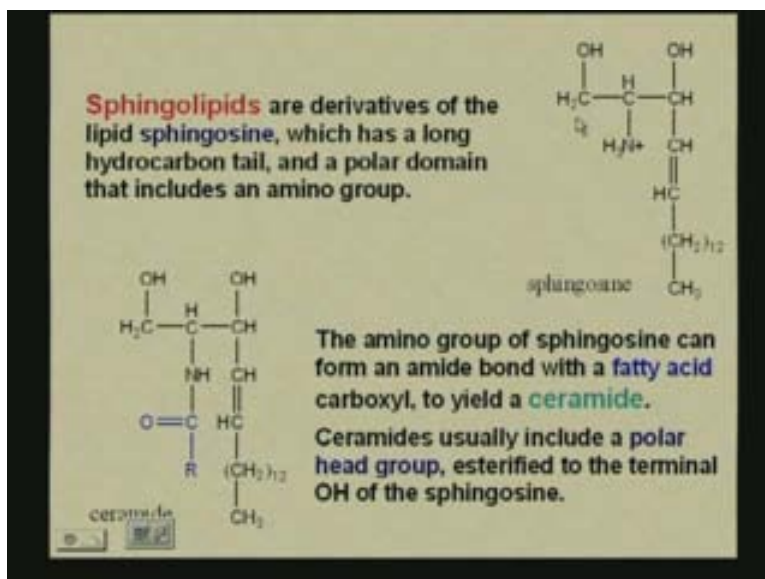 Sphingolipids are derivatives of the
lipid sphingosine, which has a long
hydrocarbon tail, and a polar domain
that includes an amino group.
OH OH
H
H₂C—C—CH
H₃N+ CH
HC
(CH₂)₁₂
sphingosine CH₃
OH OH
H
H₂C—C—CH
NH CH
O=C HC
R (CH₂)₁₂
ceramide CH₃
The amino group of sphingosine can
form an amide bond with a fatty acid
carboxyl, to yield a ceramide.
Ceramides usually include a polar
head group, esterified to the terminal
OH of the sphingosine.